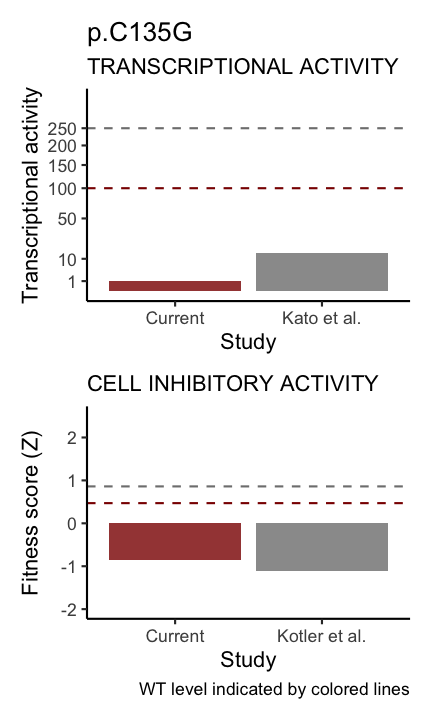 p.C135G
TRANSCRIPTIONAL ACTIVITY
Transcriptional activity
250
200
150
100
50
10
1
Current
Kato et al.
Study
CELL INHIBITORY ACTIVITY
Fitness score (Z)
2
1
0
-1
-2
Current
Kotler et al.
Study
WT level indicated by colored lines